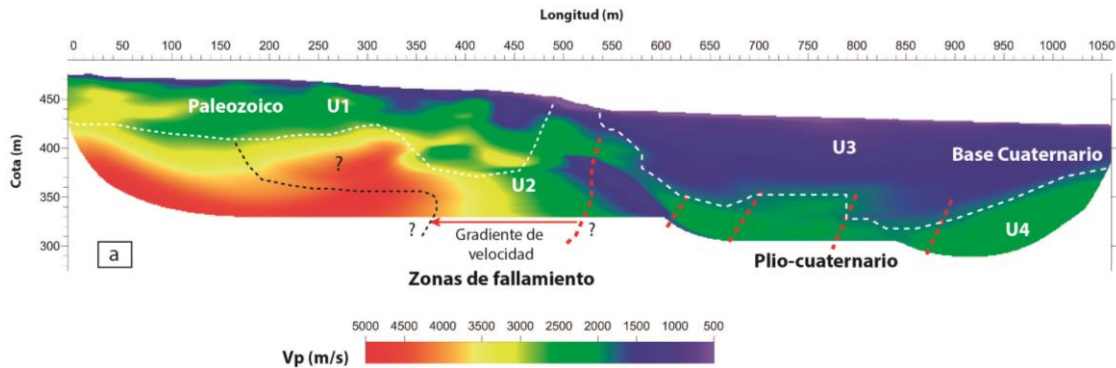 Longitud (m)
0 50 100 150 200 260 300 350 400 450 500 550 600 650 700 750 800 850 900 950 1000 1050
Cota (m)
450
400
350
300
Paleozoico U1
U3
Base Cuaternario
?
U2
U4
? Gradiente de velocidad ?
Plio-cuaternario
Zonas de fallamiento
a
5000 4500 4000 3500 3000 2500 2000 1500 1000 500
Vp (m/s)